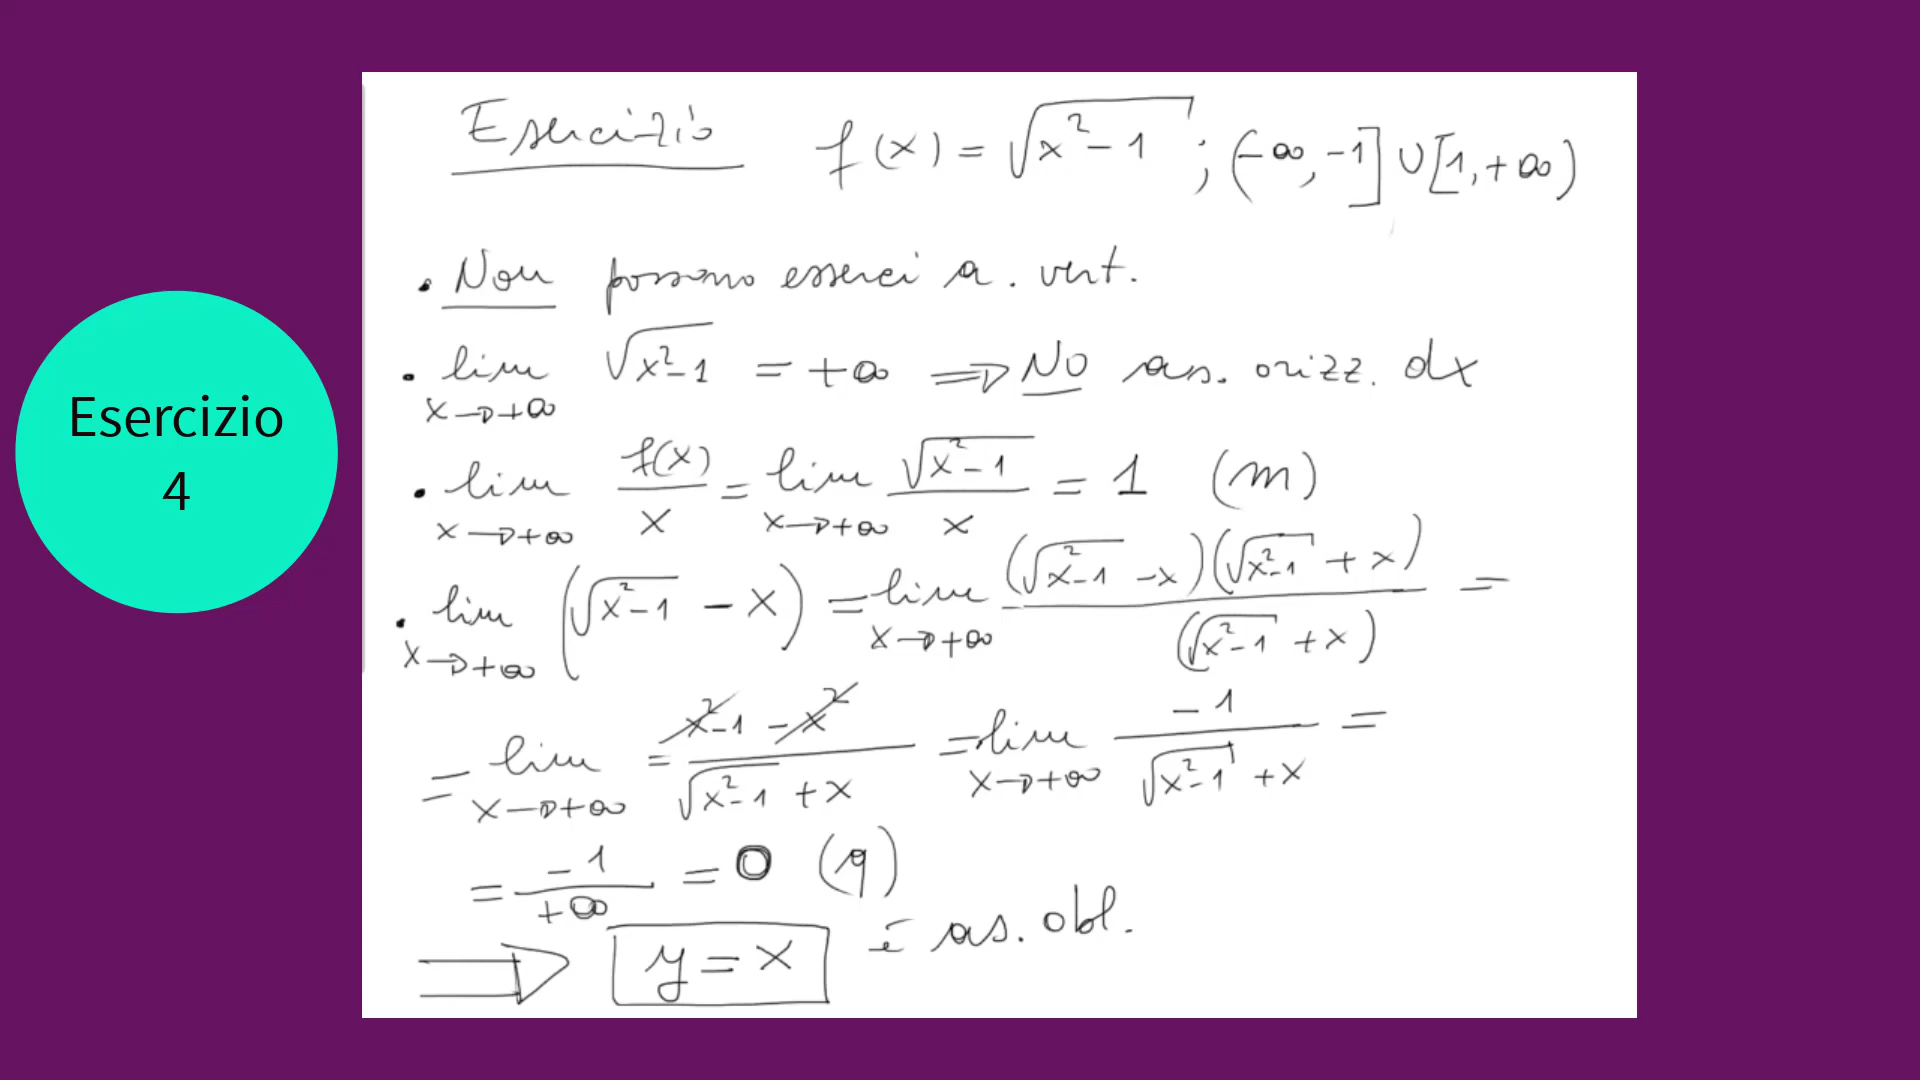 Esercizio
4
Esercizio f(x) = √(x²-1) ; (-∞, -1] ∪ [1, +∞)
• Non possono esserci a. vert.
• lim x→+∞ √(x²-1) = +∞ ⇒ NO as. orizz. dx
• lim x→+∞ f(x)/x = lim x→+∞ √(x²-1)/x = 1 (m)
• lim x→+∞ (√(x²-1) - x) = lim x→+∞ (√(x²-1) - x)(√(x²-1) + x)/(√(x²-1) + x) =
= lim x→+∞ = (x²-1 - x²)/(√(x²-1) + x) = lim x→+∞ -1/(√(x²-1) + x) =
= -1/+∞ = 0 (q)
⇒ y = x è as. obl.